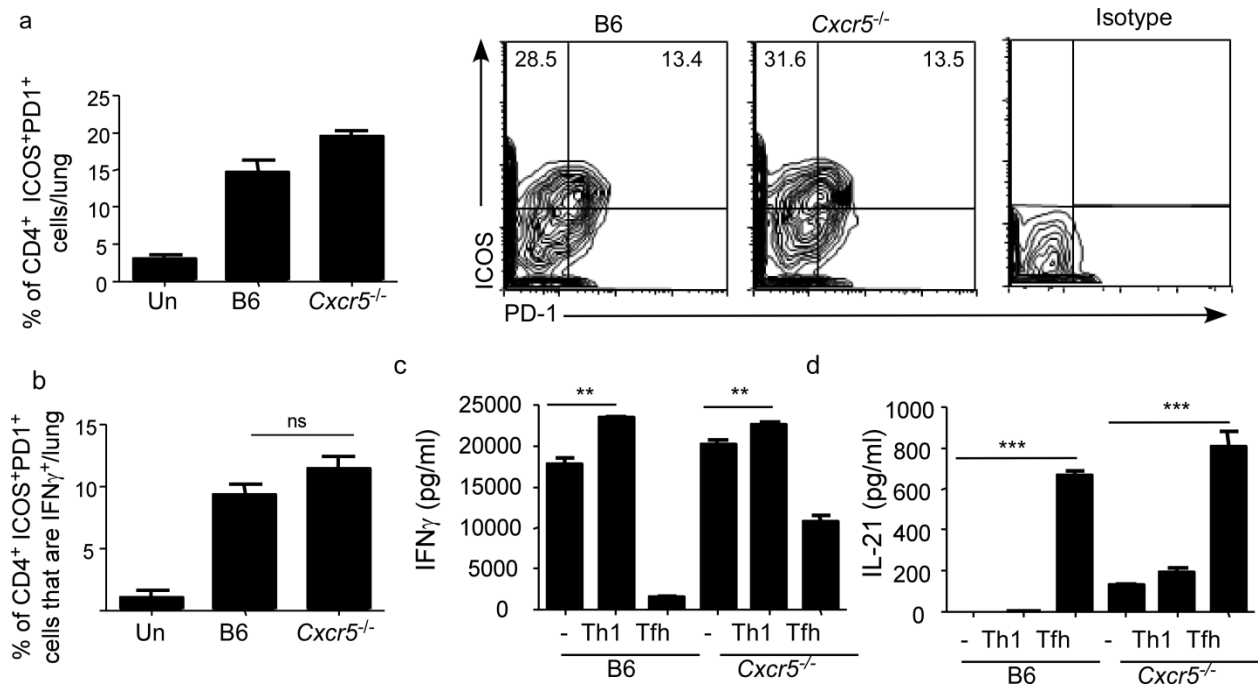 a
% of CD4+ ICOS+PD1+
cells/lung
25
20
15
10
5
0
Un B6 Cxcr5-/-
B6 Cxcr5-/- Isotype
28.5 13.4 31.6 13.5
ICOS
PD-1
b
% of CD4+ ICOS+PD1+
cells that are IFNγ+/lung
15
10
5
ns
Un B6 Cxcr5-/-
c
IFNγ (pg/ml)
25000
20000
15000
10000
5000
0
** **
- Th1 Tfh - Th1 Tfh
B6 Cxcr5-/-
d
IL-21 (pg/ml)
1000
800
600
400
200
0
*** ***
- Th1 Tfh - Th1 Tfh
B6 Cxcr5-/-